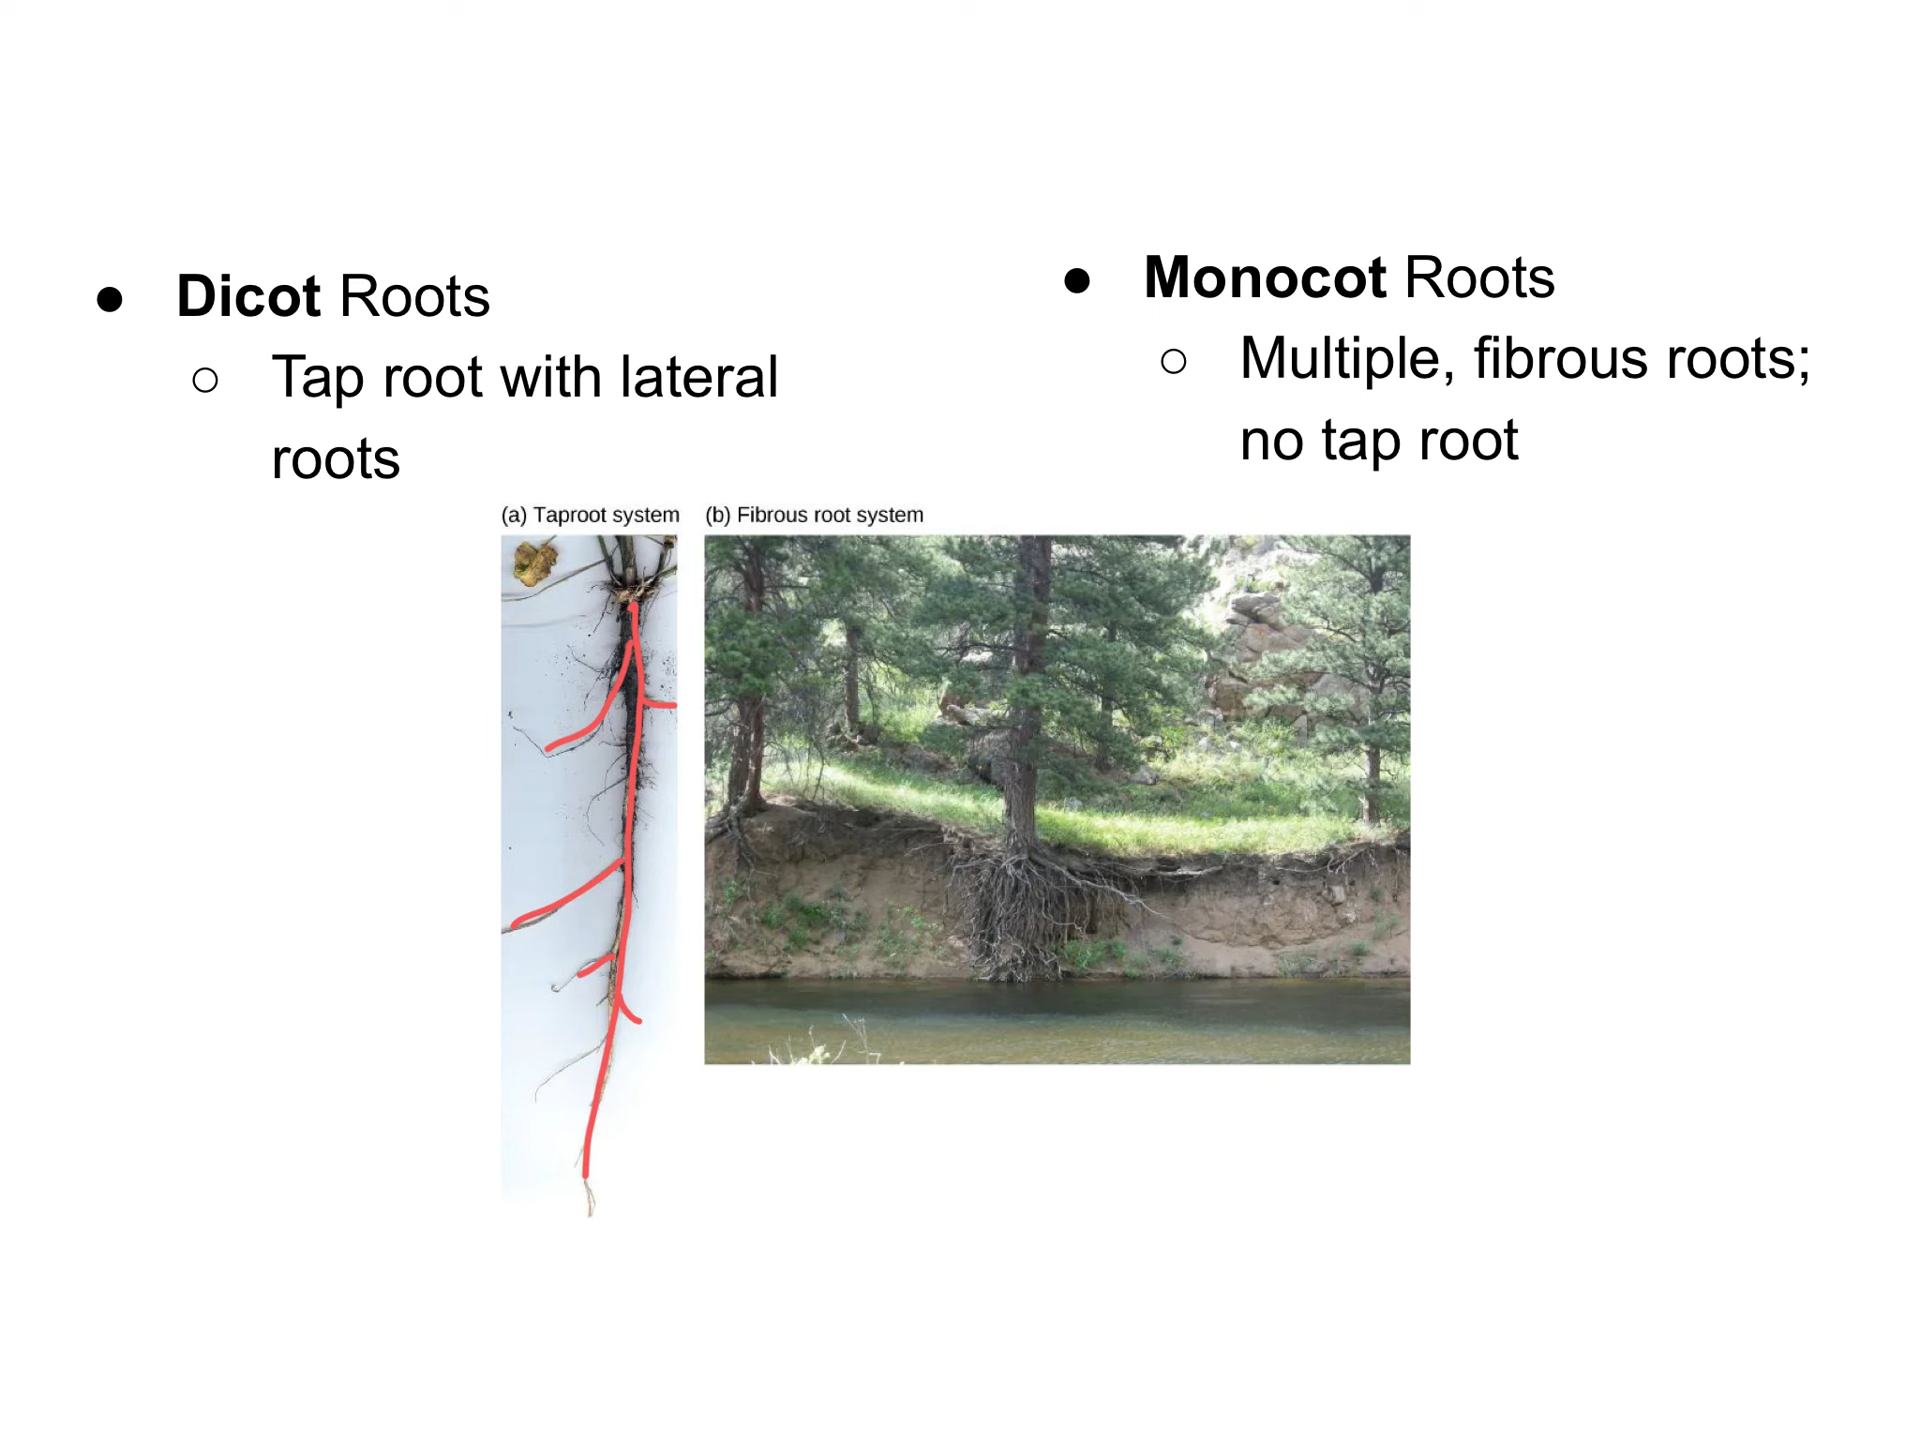 ● Dicot Roots
○ Tap root with lateral
roots
● Monocot Roots
○ Multiple, fibrous roots;
no tap root
(a) Taproot system
(b) Fibrous root system